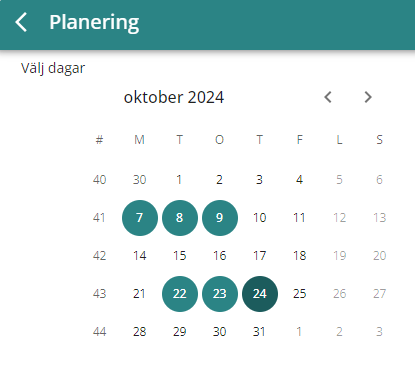 Planering
Välj dagar
oktober 2024
# M T O T F L S
40 30 1 2 3 4 5 6
41 7 8 9 10 11 12 13
42 14 15 16 17 18 19 20
43 21 22 23 24 25 26 27
44 28 29 30 31 1 2 3